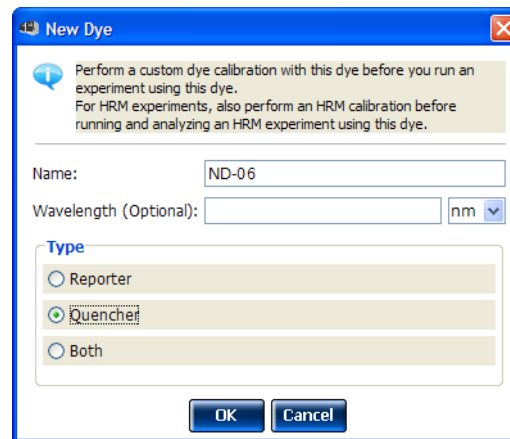 New Dye
Perform a custom dye calibration with this dye before you run an
experiment using this dye.
For HRM experiments, also perform an HRM calibration before
running and analyzing an HRM experiment using this dye.
Name: ND-06
Wavelength (Optional): nm
Type
Reporter
Quencher
Both
OK Cancel